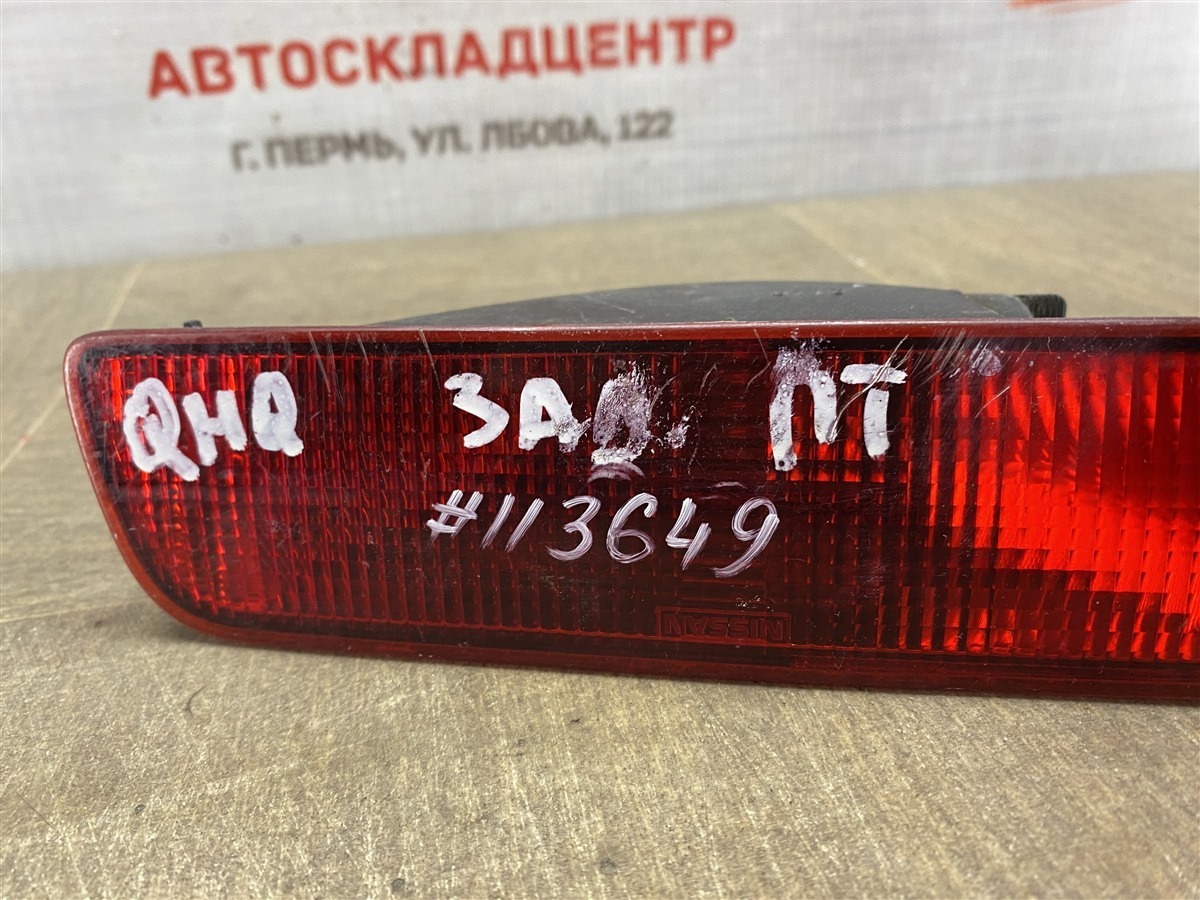 АВТОСКЛАДЦЕНТР
Г. ПЕРМЬ, УЛ. ЛБОВА, 122
QHQ ЗАД ПТ
#113649
NISSAN